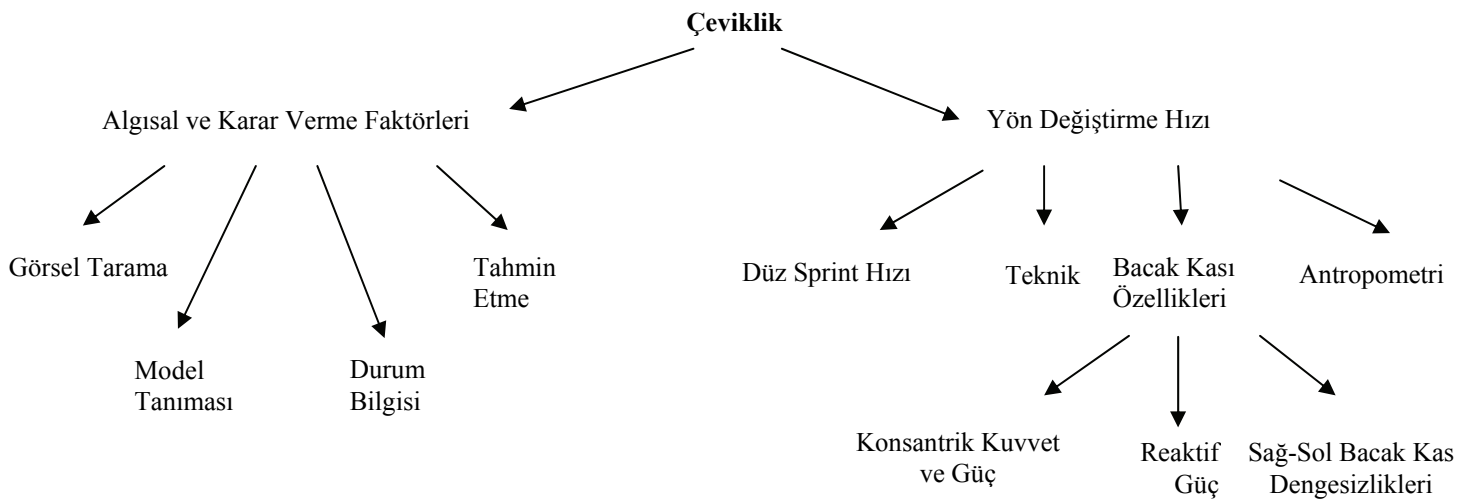 Çeviklik
Algısal ve Karar Verme Faktörleri
Yön Değiştirme Hızı
Görsel Tarama
Tahmin
Etme
Düz Sprint Hızı
Teknik
Bacak Kası
Özellikleri
Antropometri
Model
Tanıması
Durum
Bilgisi
Konsantrik Kuvvet
ve Güç
Reaktif
Güç
Sağ-Sol Bacak Kas
Dengesizlikleri